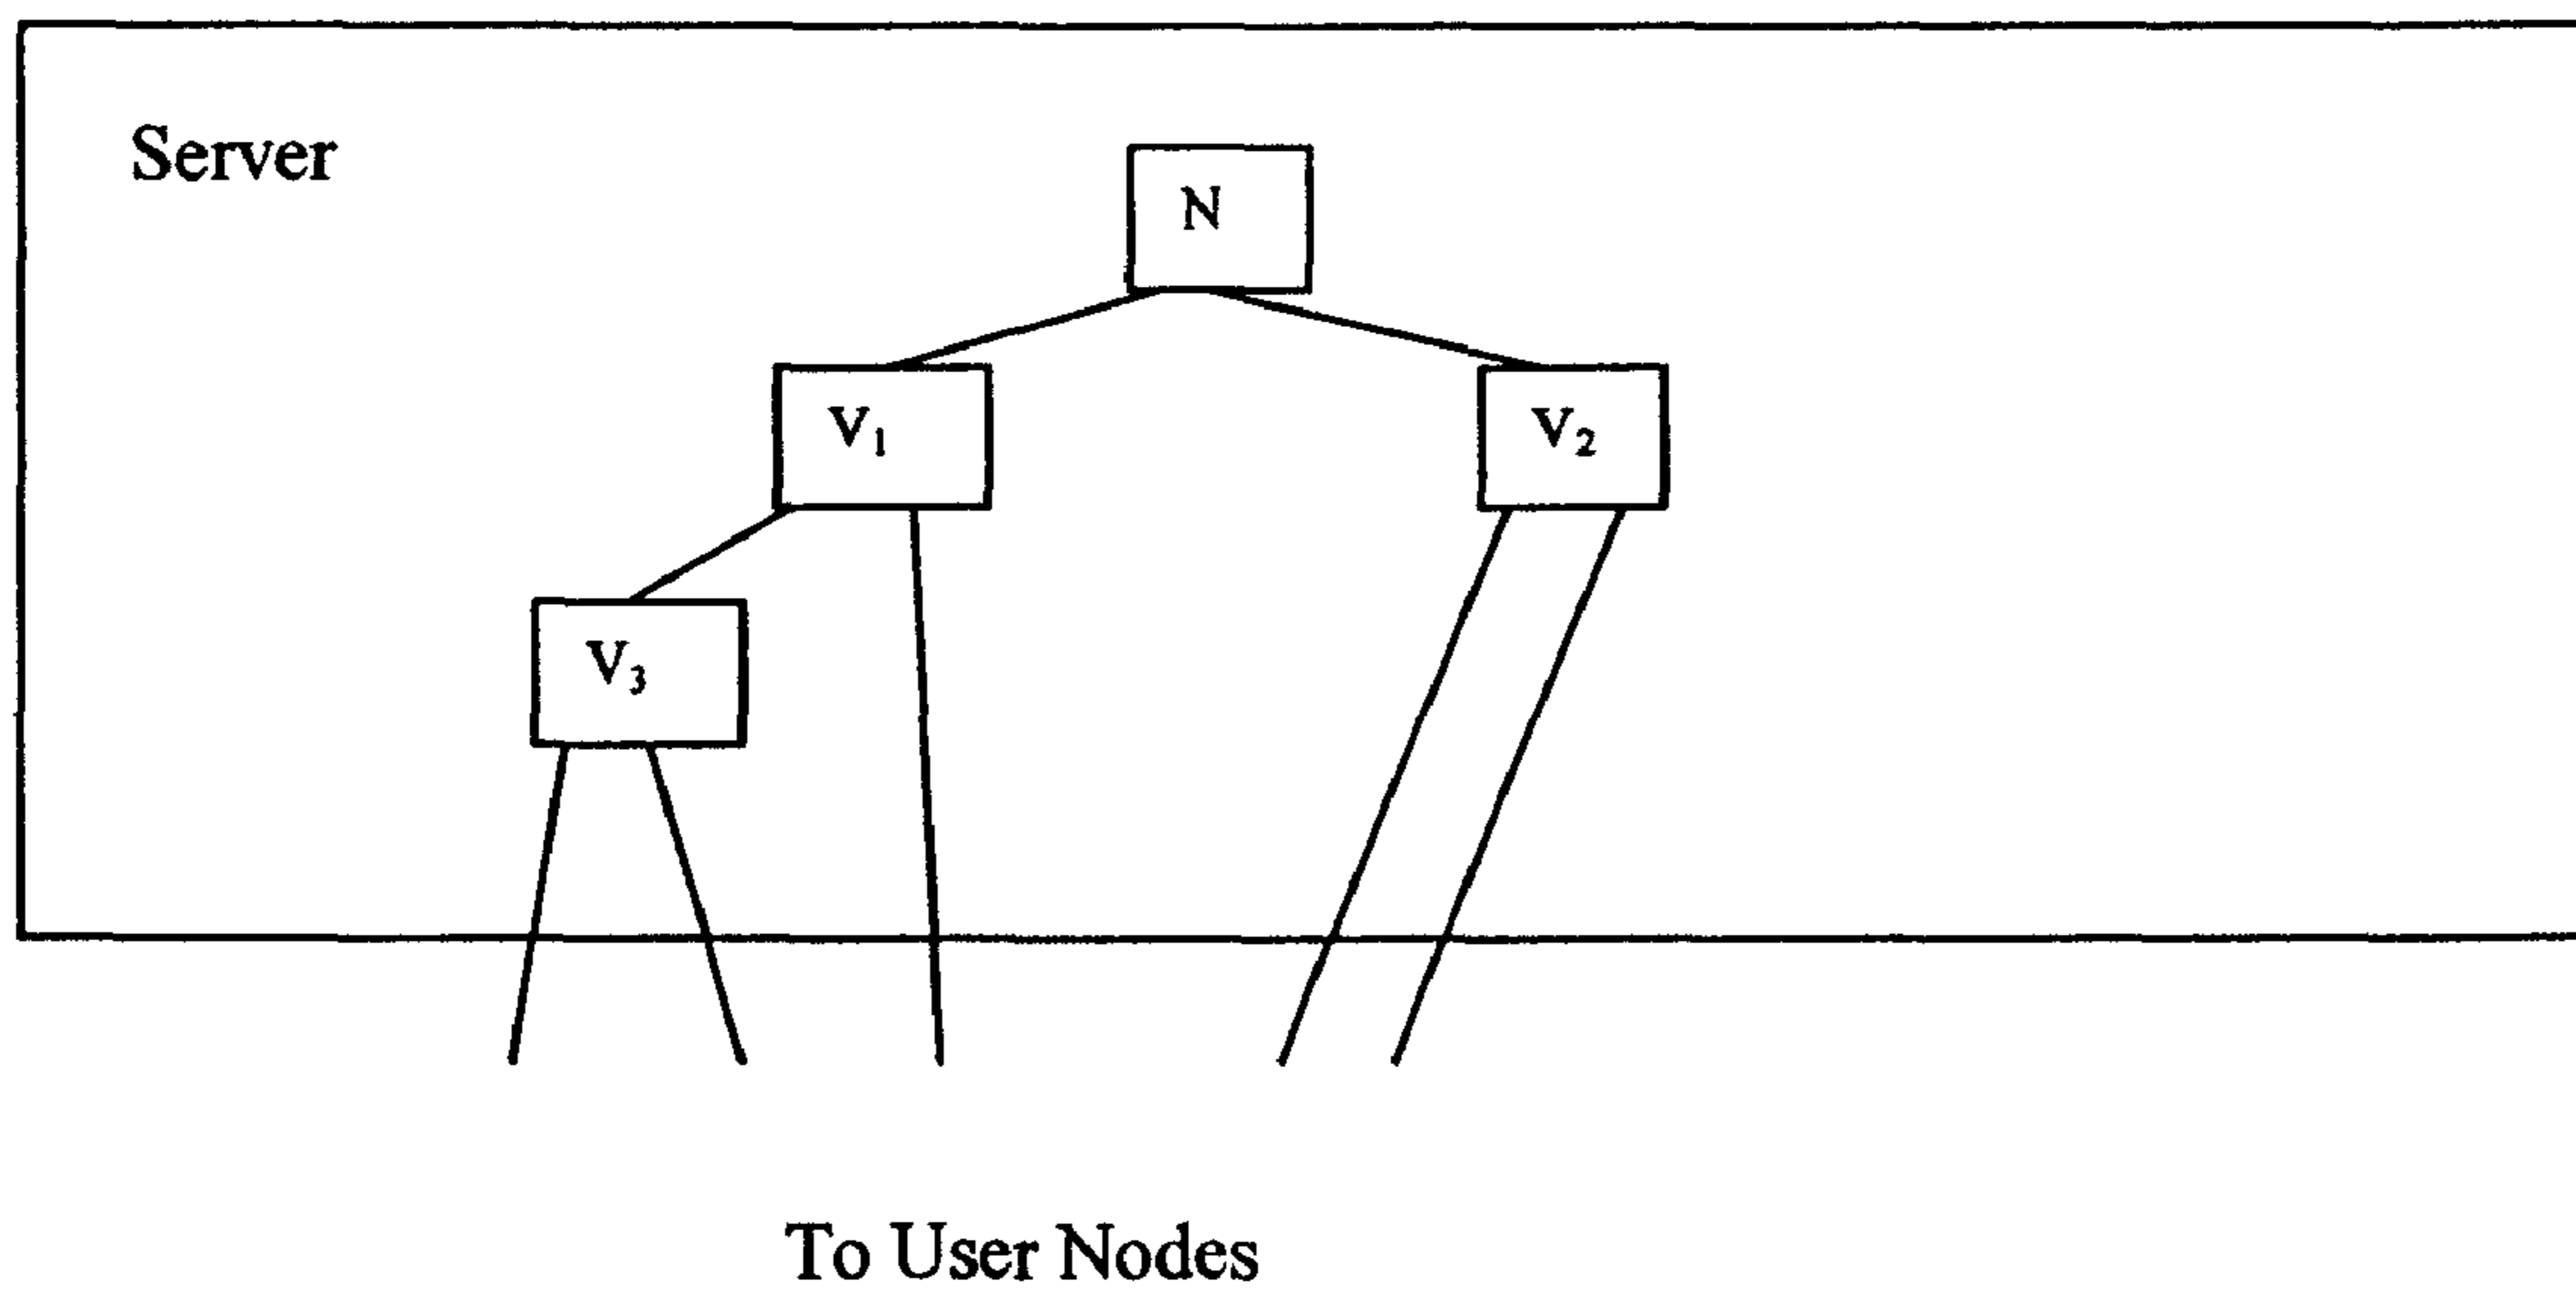 Server
N
V₁
V₂
V₃
To User Nodes